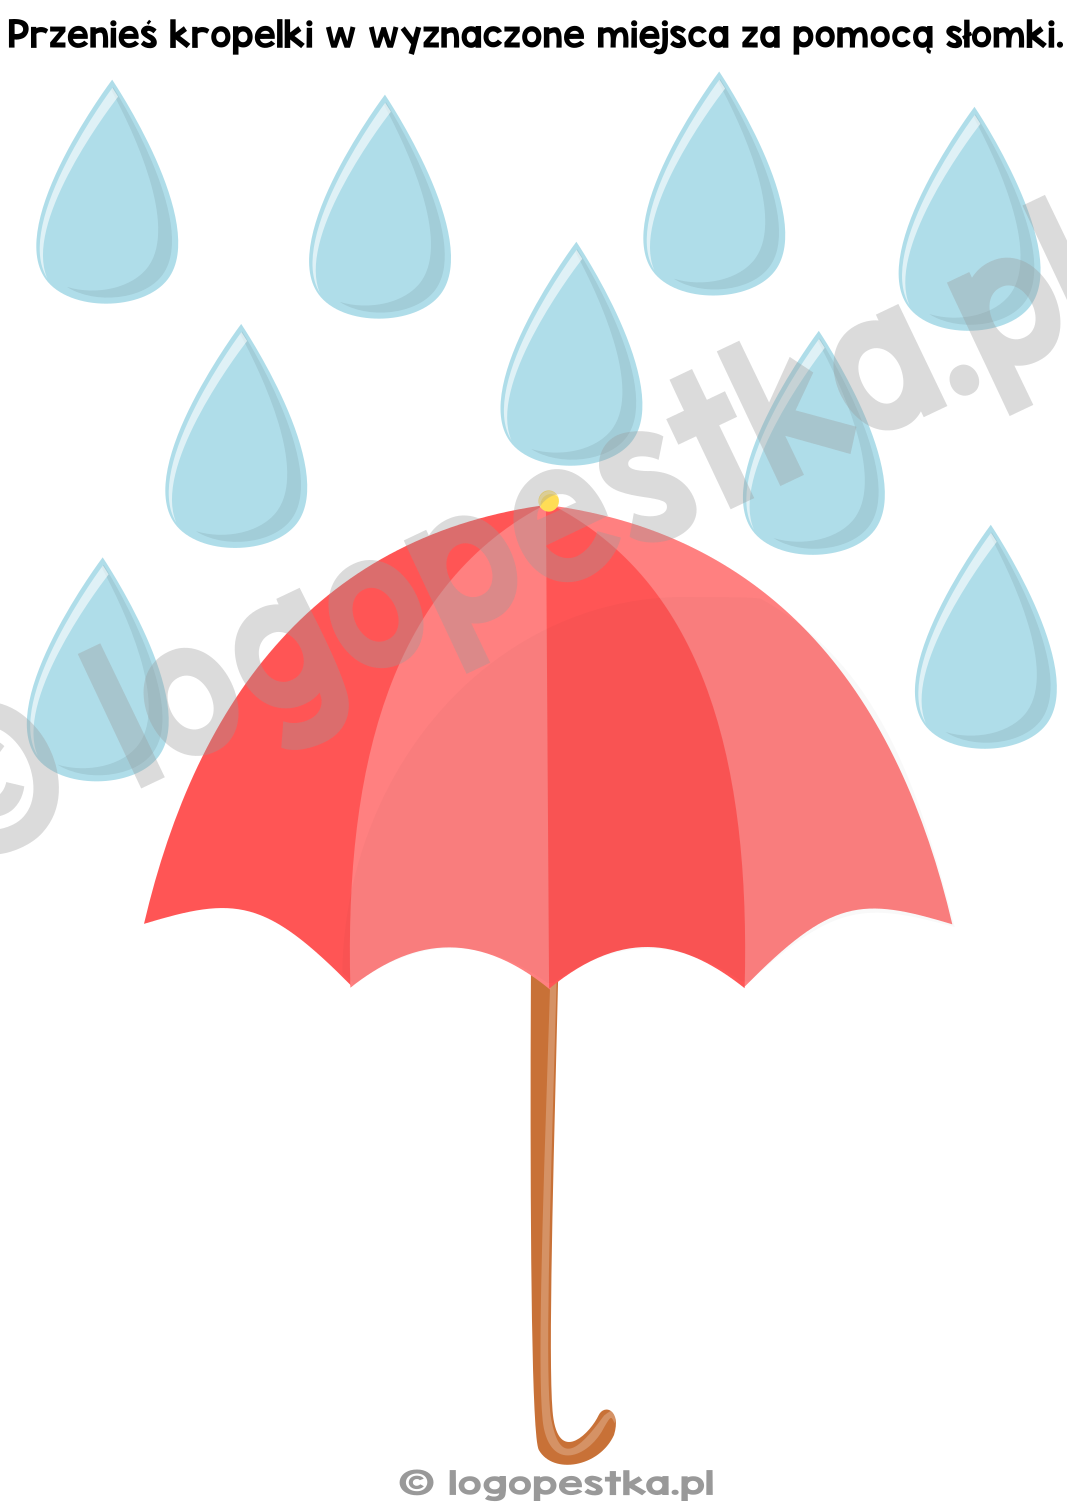 Przenieś kropelki w wyznaczone miejsca za pomocą słomki.
© logopestka.pl
© logopestka.pl